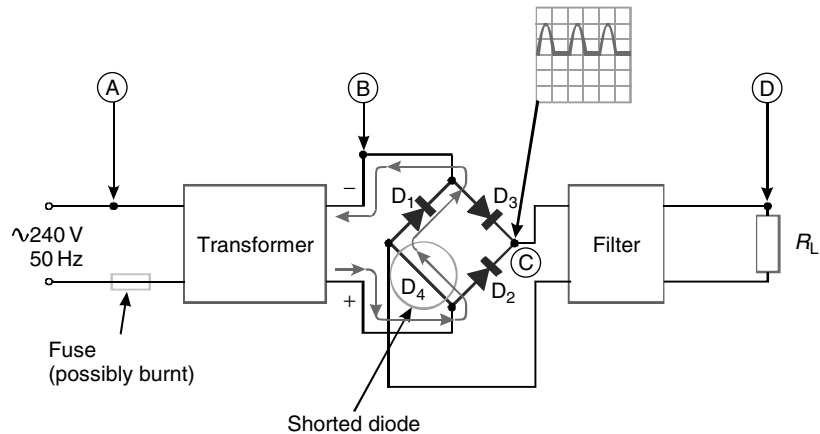 A
B
D
−
D1
D3
∿240 V
50 Hz
Transformer
Filter
RL
C
D4
D2
+
Fuse
(possibly burnt)
Shorted diode